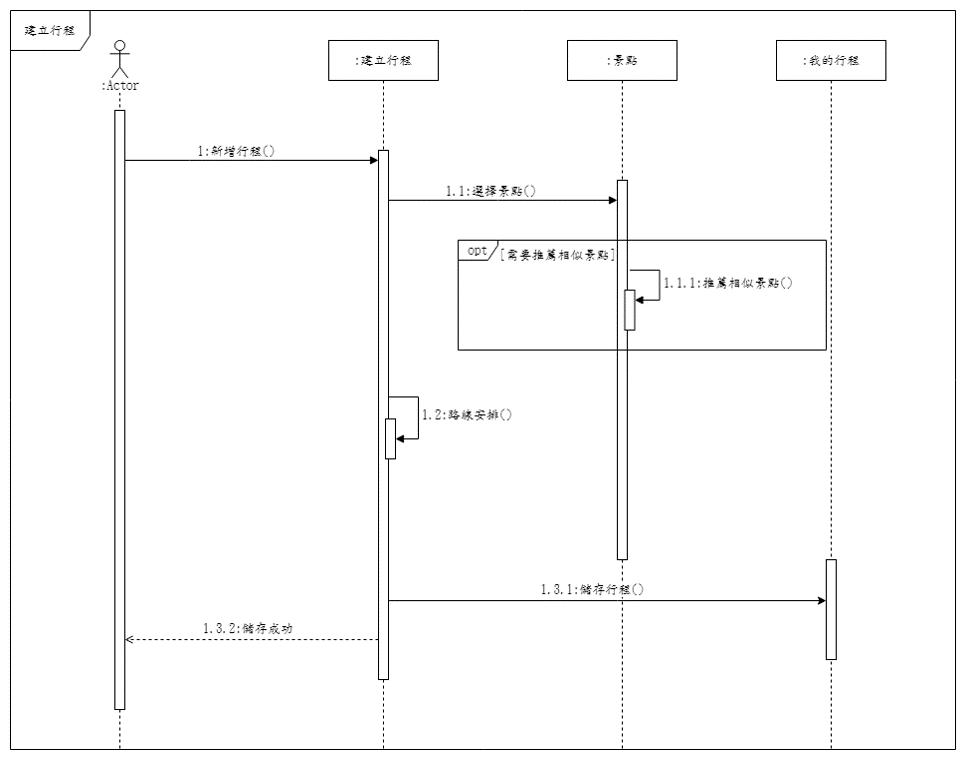 建立行程
:Actor
:建立行程
:景點
:我的行程
1:新增行程()
1.1:選擇景點()
opt
[需要推薦相似景點]
1.1.1:推薦相似景點()
1.2:路線安排()
1.3.1:儲存行程()
1.3.2:儲存成功